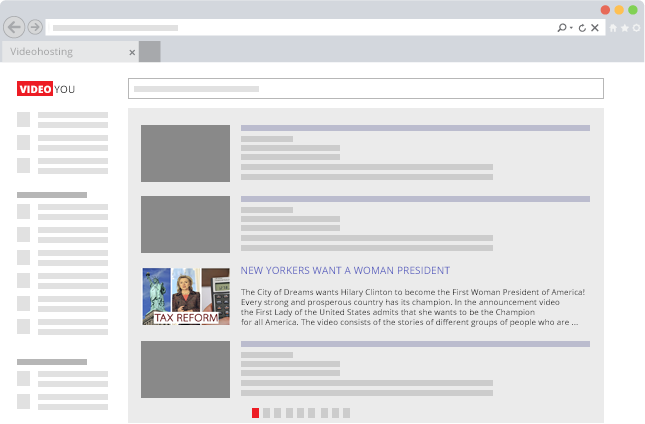 Videohosting
VIDEO YOU
NEW YORKERS WANT A WOMAN PRESIDENT
The City of Dreams wants Hilary Clinton to become the First Woman President of America!
Every strong and prosperous country has its champion. In the announcement video
the First Lady of the United States admits that she wants to be the Champion
for all America. The video consists of the stories of different groups of people who are ...
TAX REFORM